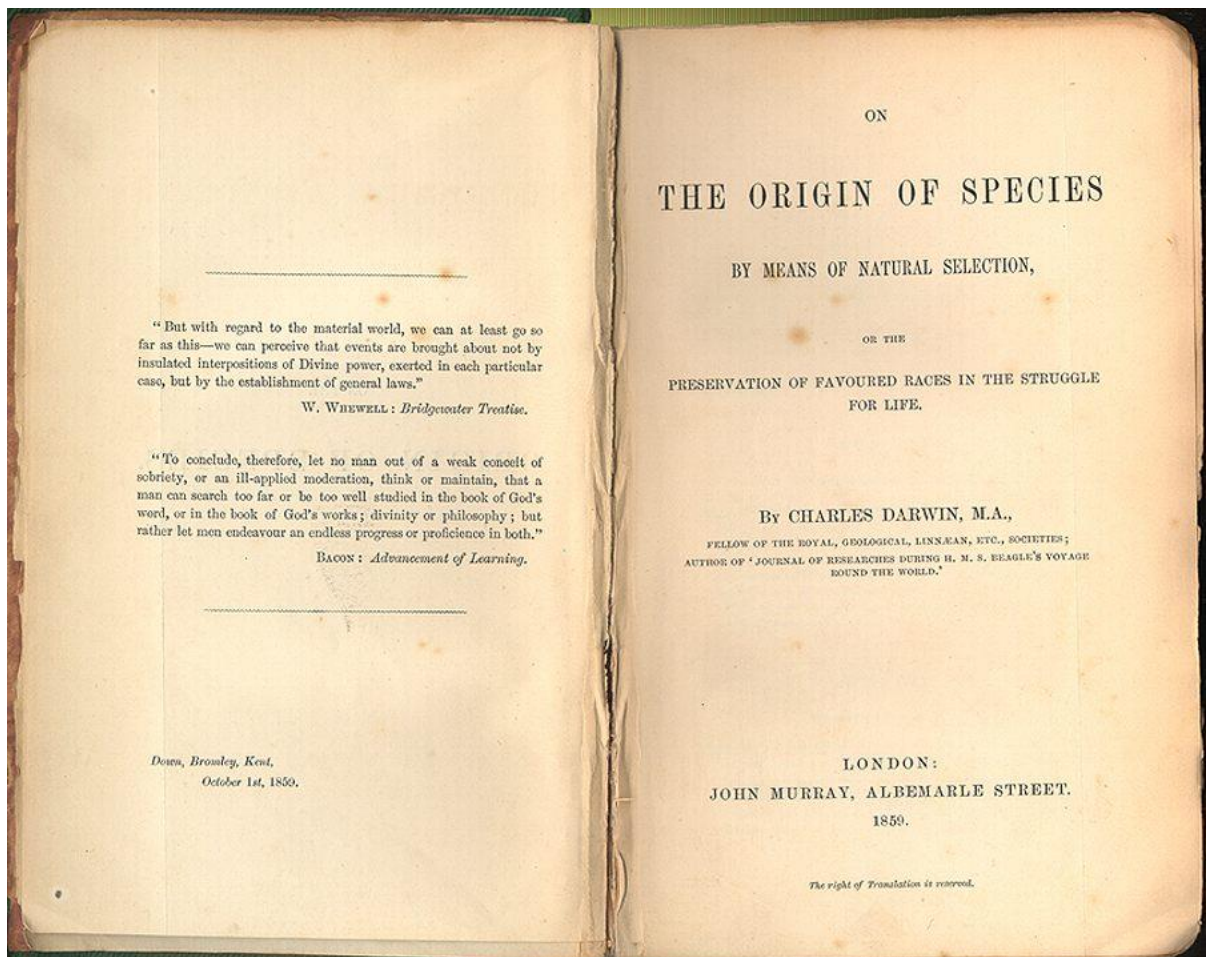 “But with regard to the material world, we can at least go so
far as this—we can perceive that events are brought about not by
insulated interpositions of Divine power, exerted in each particular
case, but by the establishment of general laws.”
W. WHEWELL: Bridgewater Treatise.
“To conclude, therefore, let no man out of a weak conceit of
sobriety, or an ill-applied moderation, think or maintain, that a
man can search too far or be too well studied in the book of God’s
word, or in the book of God’s works; divinity or philosophy; but
rather let men endeavour an endless progress or proficience in both.”
BACON: Advancement of Learning.
Down, Bromley, Kent,
October 1st, 1859.
ON
THE ORIGIN OF SPECIES
BY MEANS OF NATURAL SELECTION,
OR THE
PRESERVATION OF FAVOURED RACES IN THE STRUGGLE
FOR LIFE.
BY CHARLES DARWIN, M.A.,
FELLOW OF THE ROYAL, GEOLOGICAL, LINNÆAN, ETC., SOCIETIES;
AUTHOR OF ‘JOURNAL OF RESEARCHES DURING H. M. S. BEAGLE’S VOYAGE
ROUND THE WORLD.’
LONDON:
JOHN MURRAY, ALBEMARLE STREET.
1859.
The right of Translation is reserved.